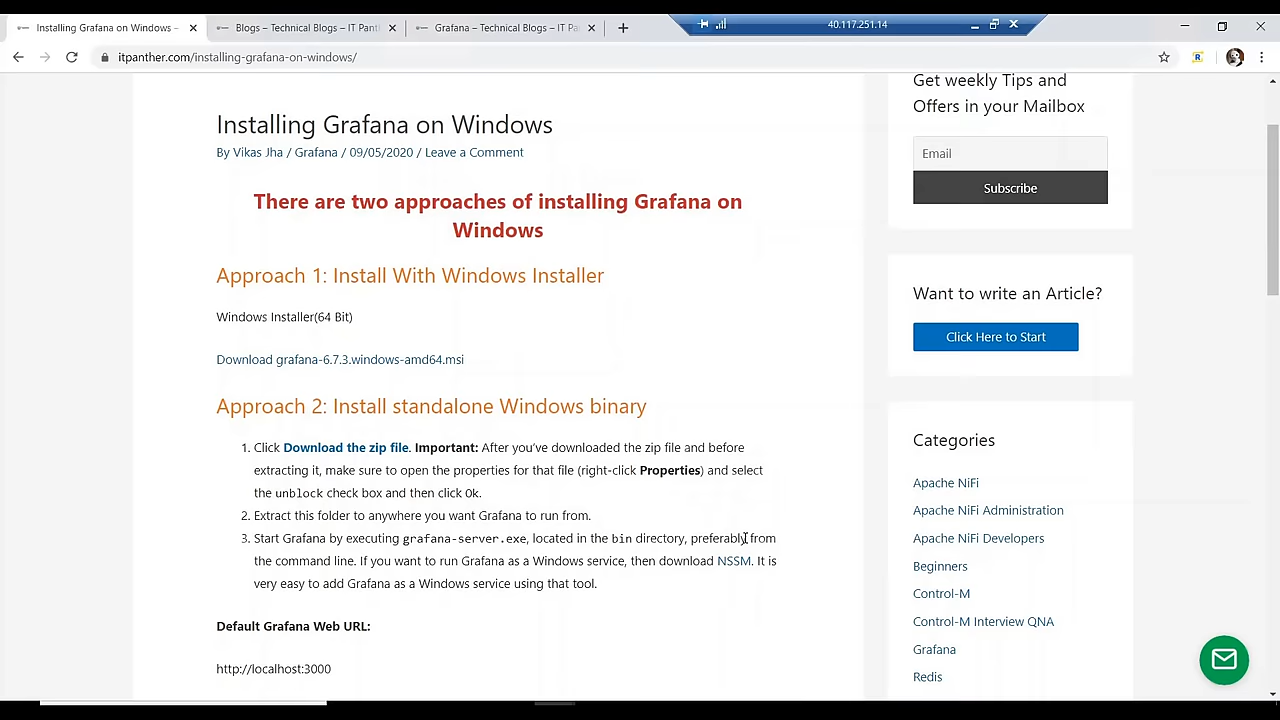 Installing Grafana on Windows –
Blogs – Technical Blogs – IT Pant
Grafana – Technical Blogs – IT Pa
40.117.251.14
itpanther.com/installing-grafana-on-windows/
Installing Grafana on Windows
By Vikas Jha / Grafana / 09/05/2020 / Leave a Comment
There are two approaches of installing Grafana on
Windows
Approach 1: Install With Windows Installer
Windows Installer(64 Bit)
Download grafana-6.7.3.windows-amd64.msi
Approach 2: Install standalone Windows binary
1. Click Download the zip file. Important: After you've downloaded the zip file and before
extracting it, make sure to open the properties for that file (right-click Properties) and select
the unblock check box and then click Ok.
2. Extract this folder to anywhere you want Grafana to run from.
3. Start Grafana by executing grafana-server.exe, located in the bin directory, preferably from
the command line. If you want to run Grafana as a Windows service, then download NSSM. It is
very easy to add Grafana as a Windows service using that tool.
Default Grafana Web URL:
http://localhost:3000
Get weekly Tips and
Offers in your Mailbox
Email
Subscribe
Want to write an Article?
Click Here to Start
Categories
Apache NiFi
Apache NiFi Administration
Apache NiFi Developers
Beginners
Control-M
Control-M Interview QNA
Grafana
Redis